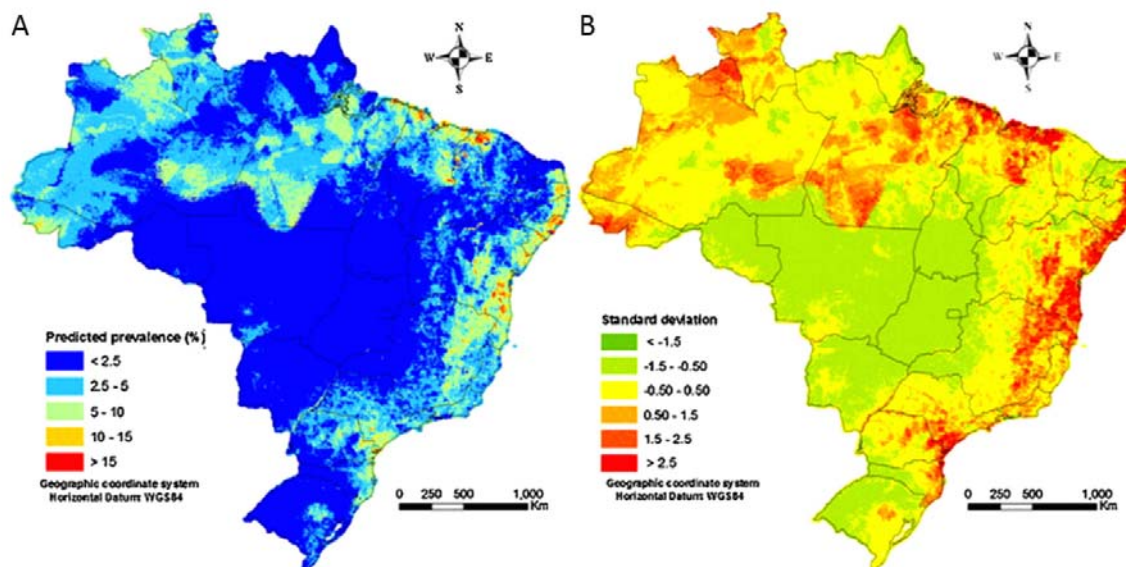 A
N
W E
S
Predicted prevalence (%)
< 2.5
2.5 - 5
5 - 10
10 - 15
> 15
Geographic coordinate system
Horizontal Datum: WGS84
0 250 500 1,000
Km
B
N
W E
S
Standard deviation
< -1.5
-1.5 - -0.50
-0.50 - 0.50
0.50 - 1.5
1.5 - 2.5
> 2.5
Geographic coordinate system
Horizontal Datum: WGS84
0 250 500 1,000
Km